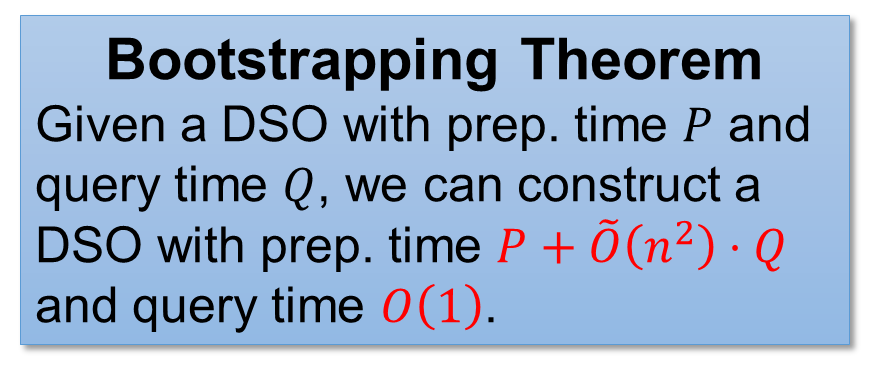 Bootstrapping Theorem
Given a DSO with prep. time 𝑃 and
query time 𝑄, we can construct a
DSO with prep. time 𝑃 + Õ(𝑛²) · 𝑄
and query time 𝑂(1).